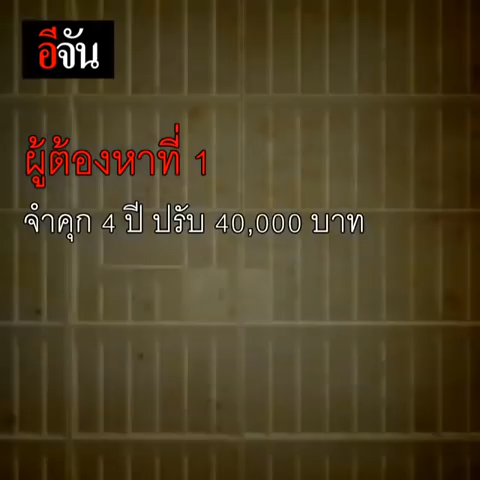 อีจัน
ผู้ต้องหาที่ 1
จำคุก 4 ปี ปรับ 40,000 บาท